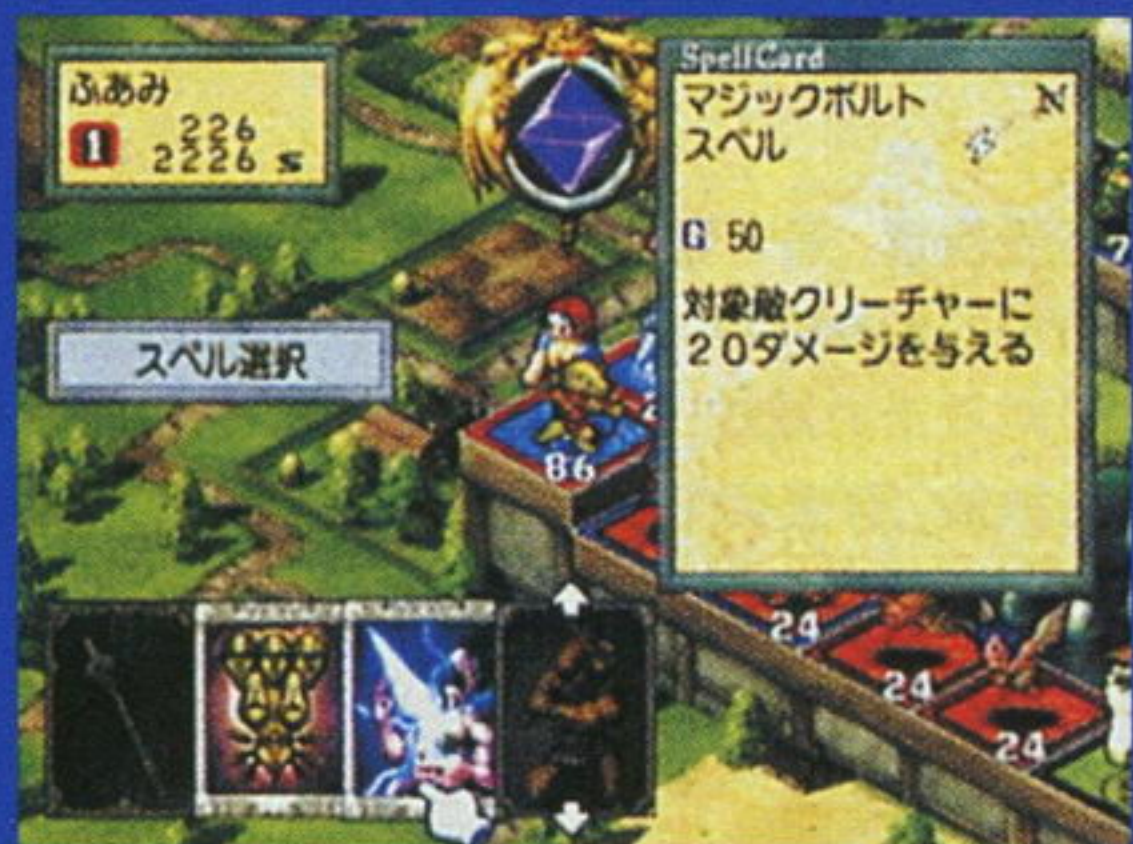 ふぁみ
1 226
2226 S
SpellCard
マジックボルト N
スペル
G 50
対象敵クリーチャーに
20ダメージを与える
スペル選択
86
24
24
24